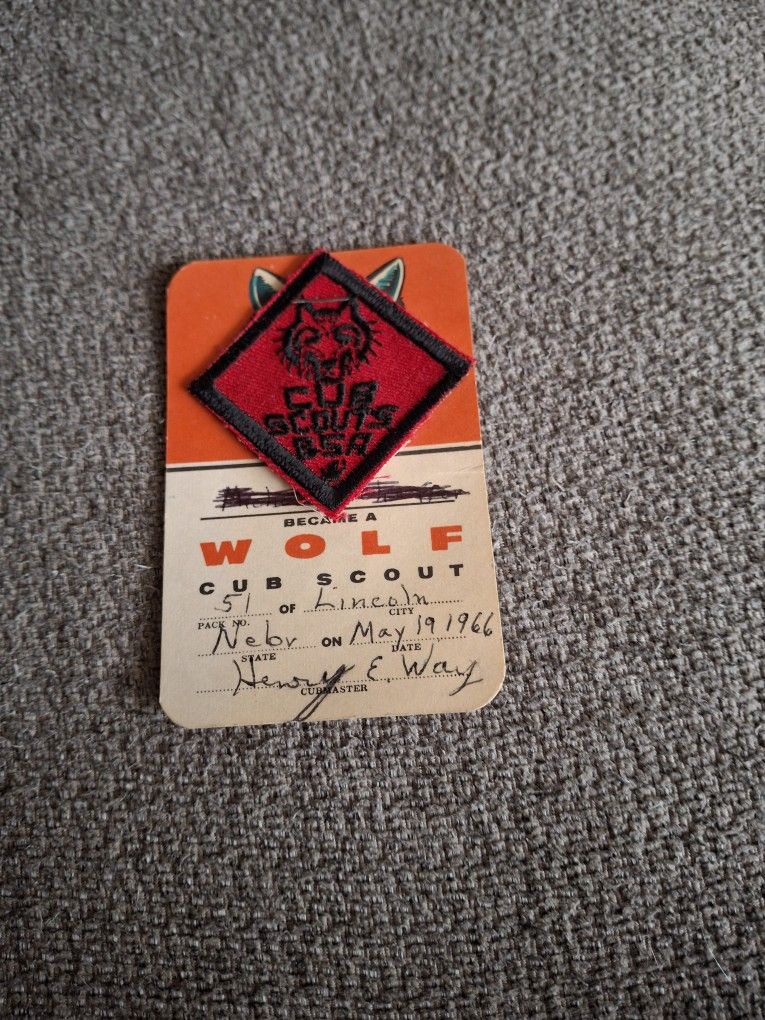 CUB
SCOUTS
BSA
BECAME A
WOLF
CUB SCOUT
51 OF Lincoln
PACK NO. CITY
Nebr ON May 19 1966
STATE DATE
Henry E. Way
CUBMASTER